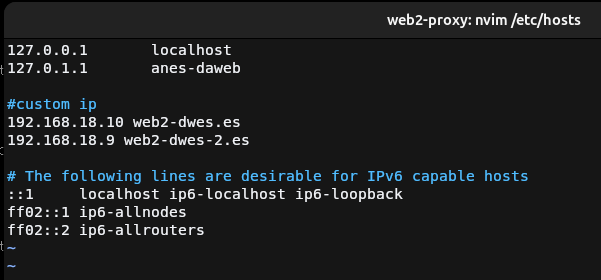 web2-proxy: nvim /etc/hosts
127.0.0.1       localhost
127.0.1.1       anes-daweb
#custom ip
192.168.18.10 web2-dwes.es
192.168.18.9 web2-dwes-2.es
# The following lines are desirable for IPv6 capable hosts
::1     localhost ip6-localhost ip6-loopback
ff02::1 ip6-allnodes
ff02::2 ip6-allrouters
~
~